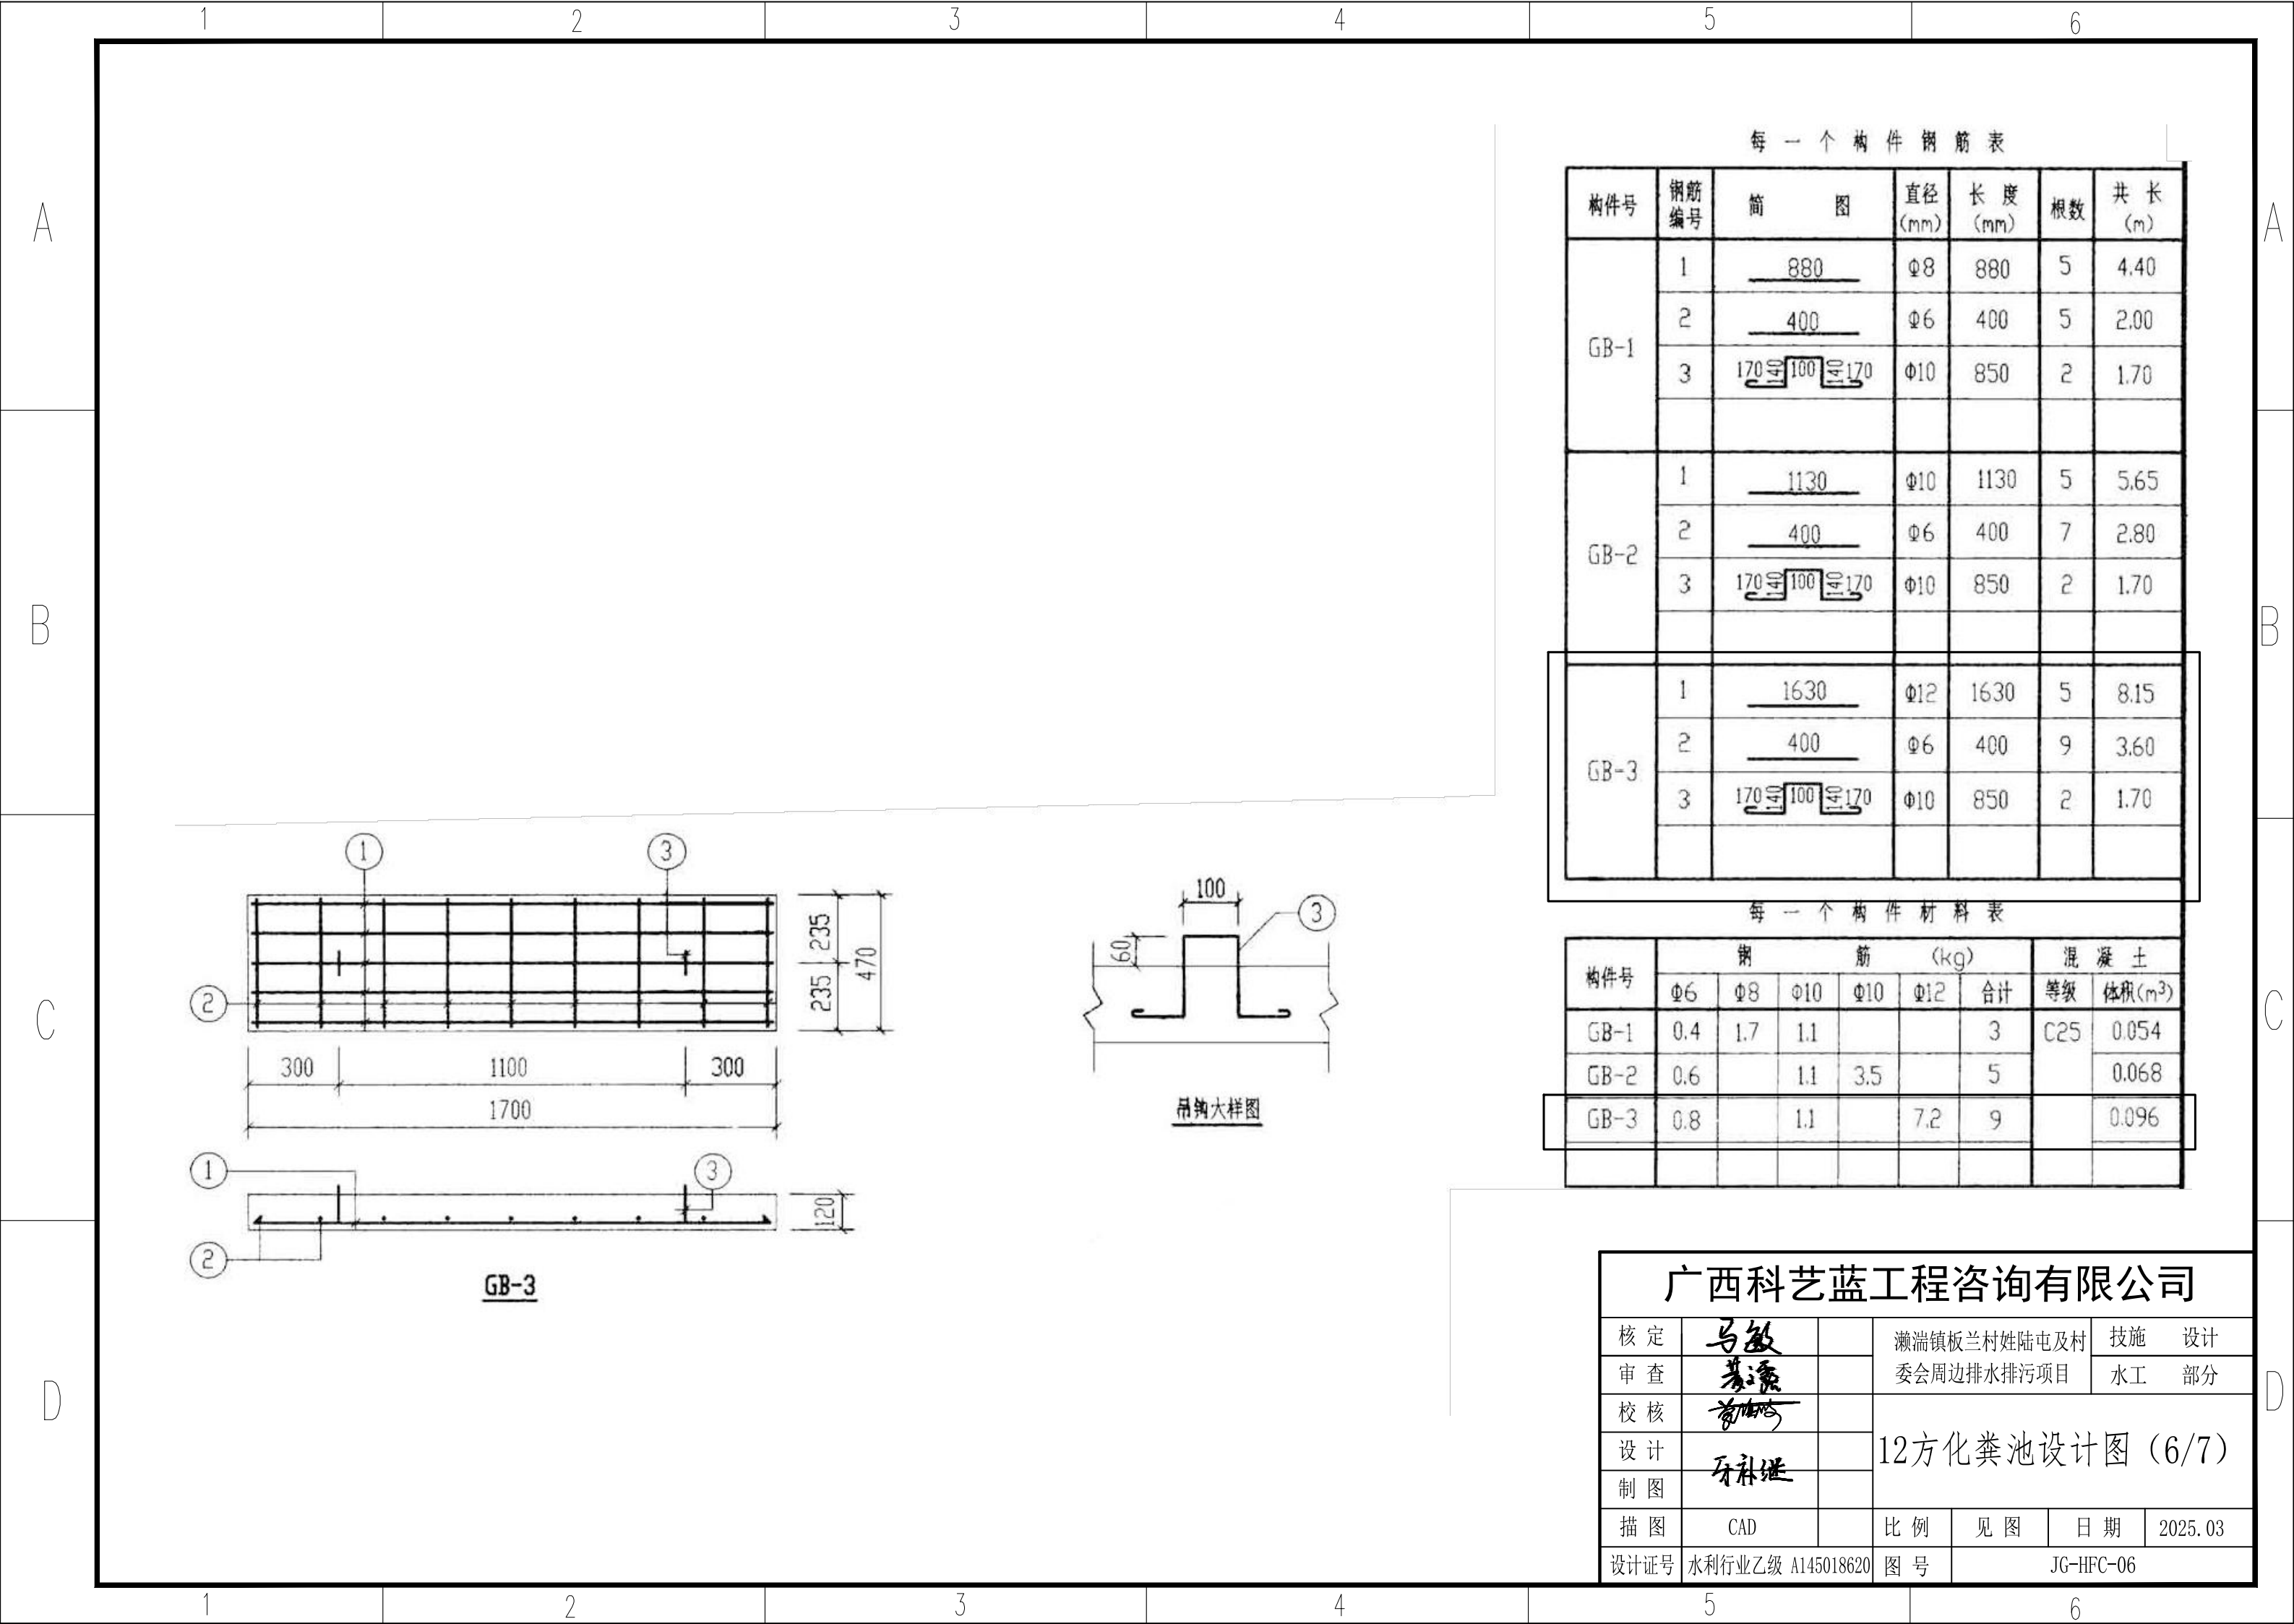 1 2 3 4 5 6
A A
B B
C C
D D
每一个构件钢筋表
构件号 钢筋编号 简图 直径(mm) 长度(mm) 根数 共长(m)
GB-1
1 880 Φ8 880 5 4.40
2 400 Φ6 400 5 2.00
3 170 140 100 140 170 Φ10 850 2 1.70
GB-2
1 1130 Φ10 1130 5 5.65
2 400 Φ6 400 7 2.80
3 170 140 100 140 170 Φ10 850 2 1.70
GB-3
1 1630 Φ12 1630 5 8.15
2 400 Φ6 400 9 3.60
3 170 140 100 140 170 Φ10 850 2 1.70
每一个构件材料表
构件号 钢筋(kg) 混凝土
Φ6 Φ8 Φ10 Φ10 Φ12 合计 等级 体积(m³)
GB-1 0.4 1.7 1.1 3 C25 0.054
GB-2 0.6 1.1 3.5 5 0.068
GB-3 0.8 1.1 7.2 9 0.096
1 3
2
235 235 470
300 1100 300
1700
1 3
2
120
GB-3
100
60
3
吊钩大样图
广西科艺蓝工程咨询有限公司
核定 马敏
审查
校核
设计
制图
描图 CAD
设计证号 水利行业乙级 A145018620
濑湍镇板兰村姓陆屯及村
委会周边排水排污项目
技施 设计
水工 部分
12方化粪池设计图（6/7）
比例 见图 日期 2025.03
图号 JG-HFC-06
1 2 3 4 5 6